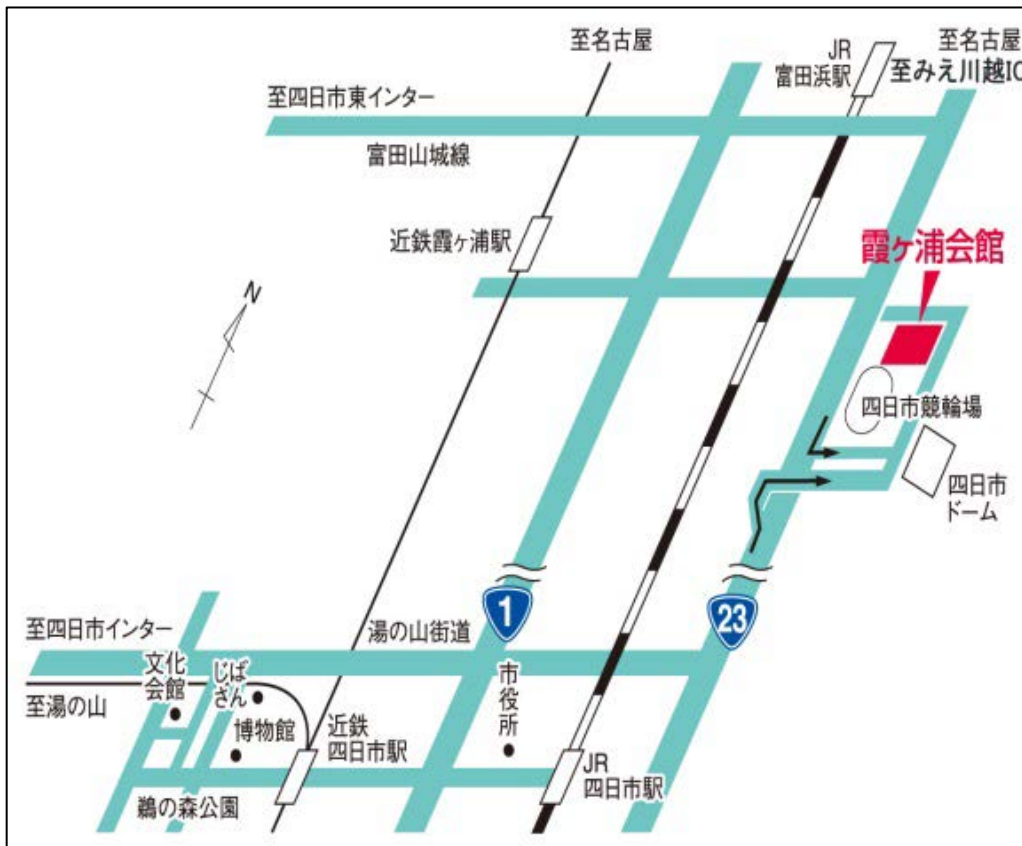 至名古屋
JR
富田浜駅
至名古屋
至みえ川越IC
至四日市東インター
富田山城線
近鉄霞ヶ浦駅
霞ヶ浦会館
N
四日市競輪場
四日市
ドーム
1
23
至四日市インター
湯の山街道
文化
会館
じば
さん
市役所
至湯の山
博物館
近鉄
四日市駅
JR
四日市駅
鵜の森公園